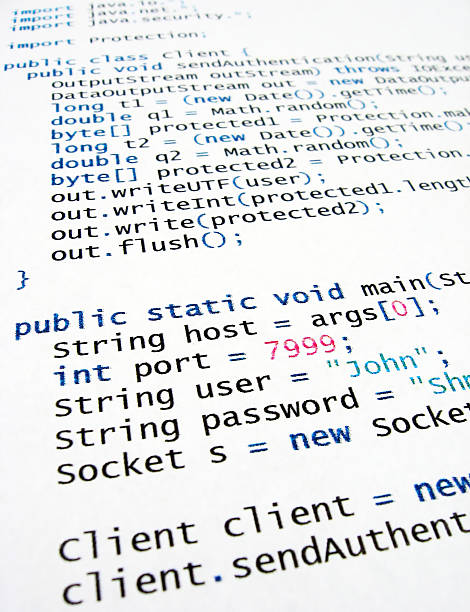 import java.io.*;
import java.net.*;
import java.security.*;
import Protection;
public class Client {
public void sendAuthentication(String us
OutputStream outStream) throws IOExc
DataOutputStream out = new DataOutpu
long t1 = (new Date()).getTime();
double q1 = Math.random();
byte[] protected1 = Protection.mak
long t2 = (new Date()).getTime();
double q2 = Math.random();
byte[] protected2 = Protection.
out.writeUTF(user);
out.writeInt(protected1.lengt
out.write(protected2);
out.flush();
}
public static void main(St
String host = args[0];
int port = 7999;
String user = "John";
String password = "Shr
Socket s = new Socke
Client client = new
client.sendAuthent